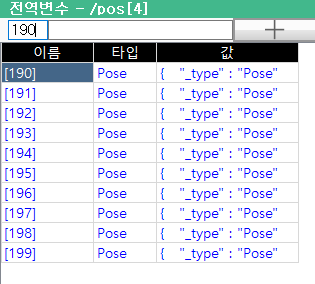 전역변수 - /pos[4]
190
이름 타입 값
[190] Pose { "_type" : "Pose"
[191] Pose { "_type" : "Pose"
[192] Pose { "_type" : "Pose"
[193] Pose { "_type" : "Pose"
[194] Pose { "_type" : "Pose"
[195] Pose { "_type" : "Pose"
[196] Pose { "_type" : "Pose"
[197] Pose { "_type" : "Pose"
[198] Pose { "_type" : "Pose"
[199] Pose { "_type" : "Pose"